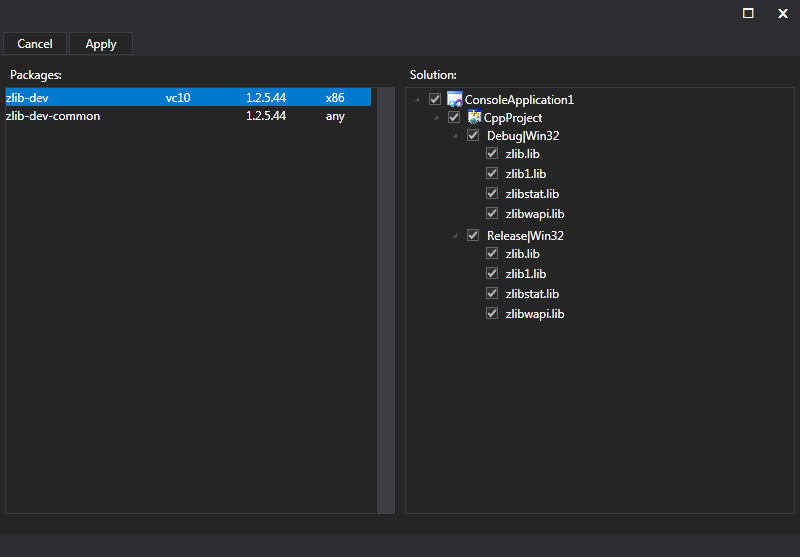 Cancel Apply
Packages:
zlib-dev vc10 1.2.5.44 x86
zlib-dev-common 1.2.5.44 any
Solution:
ConsoleApplication1
CppProject
Debug|Win32
zlib.lib
zlib1.lib
zlibstat.lib
zlibwapi.lib
Release|Win32
zlib.lib
zlib1.lib
zlibstat.lib
zlibwapi.lib